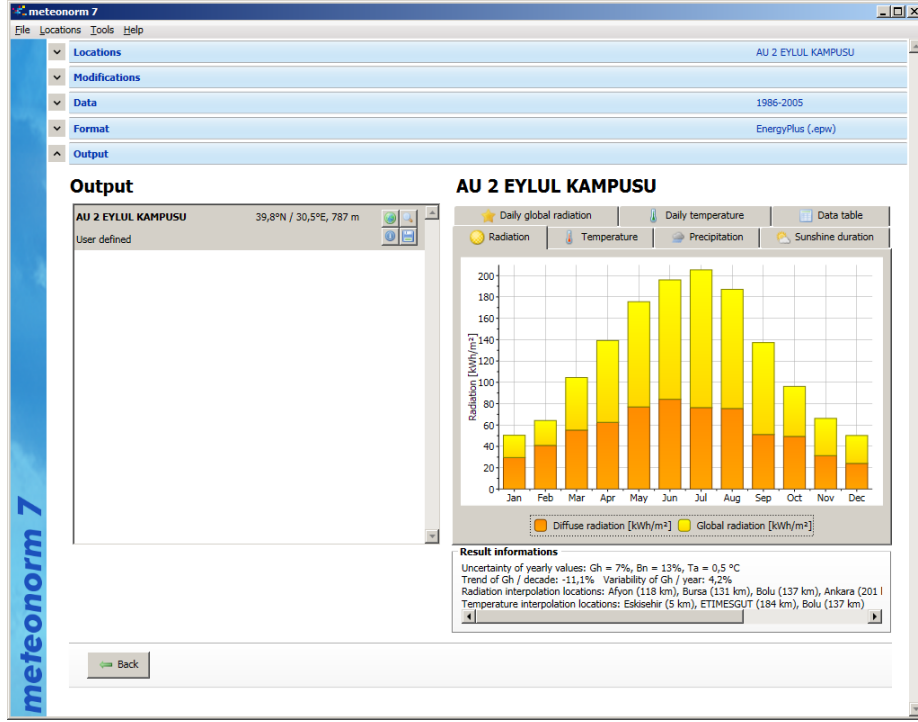 meteonorm 7
File Locations Tools Help
Locations AU 2 EYLUL KAMPUSU
Modifications
Data 1986-2005
Format EnergyPlus (.epw)
Output
Output
AU 2 EYLUL KAMPUSU 39,8°N / 30,5°E, 787 m
User defined
AU 2 EYLUL KAMPUSU
Daily global radiation Daily temperature Data table
Radiation Temperature Precipitation Sunshine duration
Radiation [kWh/m²]
200
180
160
140
120
100
80
60
40
20
0
Jan Feb Mar Apr May Jun Jul Aug Sep Oct Nov Dec
Diffuse radiation [kWh/m²] Global radiation [kWh/m²]
Result informations
Uncertainty of yearly values: Gh = 7%, Bn = 13%, Ta = 0,5 °C
Trend of Gh / decade: -11,1% Variability of Gh / year: 4,2%
Radiation interpolation locations: Afyon (118 km), Bursa (131 km), Bolu (137 km), Ankara (201
Temperature interpolation locations: Eskisehir (5 km), ETIMESGUT (184 km), Bolu (137 km)
Back
meteonorm 7